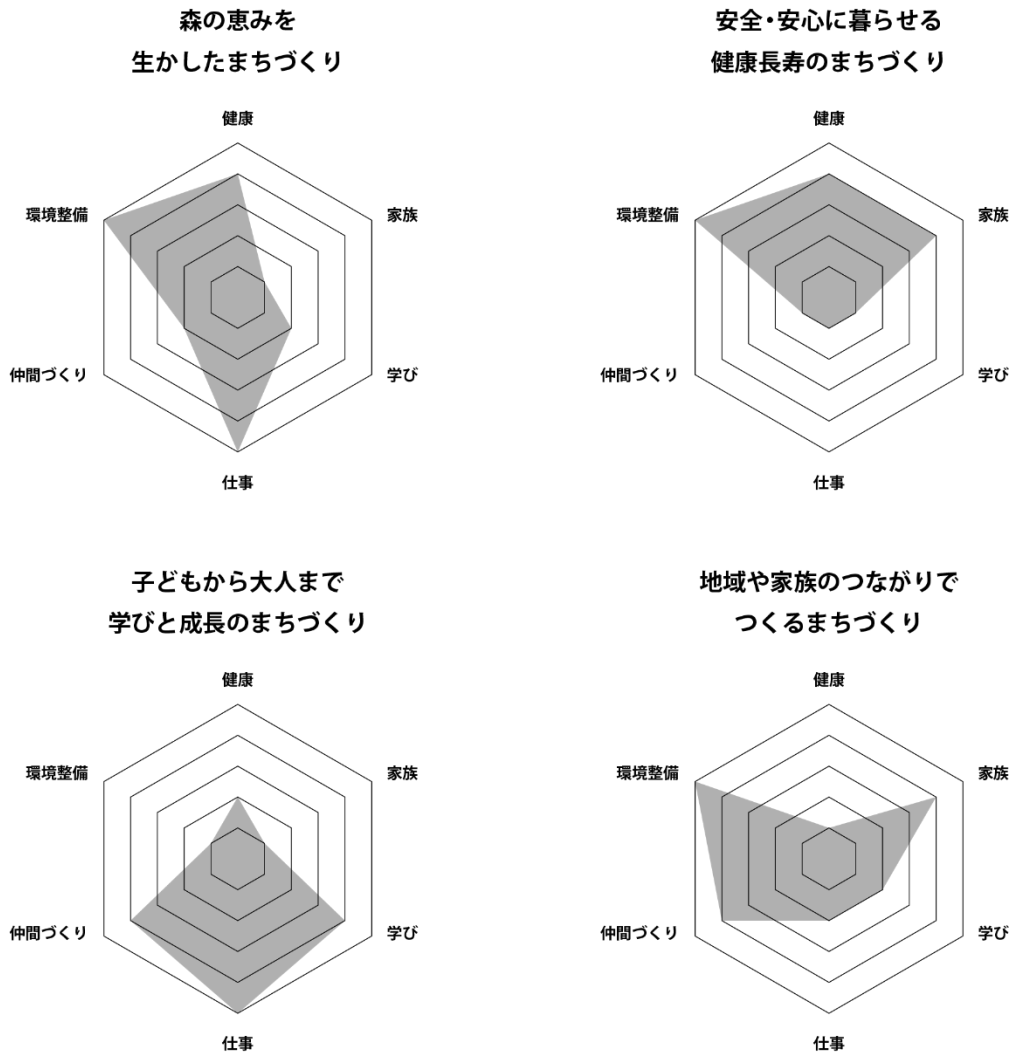 森の恵みを
生かしたまちづくり
健康
環境整備
家族
仲間づくり
学び
仕事
安全・安心に暮らせる
健康長寿のまちづくり
健康
環境整備
家族
仲間づくり
学び
仕事
子どもから大人まで
学びと成長のまちづくり
健康
環境整備
家族
仲間づくり
学び
仕事
地域や家族のつながりで
つくるまちづくり
健康
環境整備
家族
仲間づくり
学び
仕事